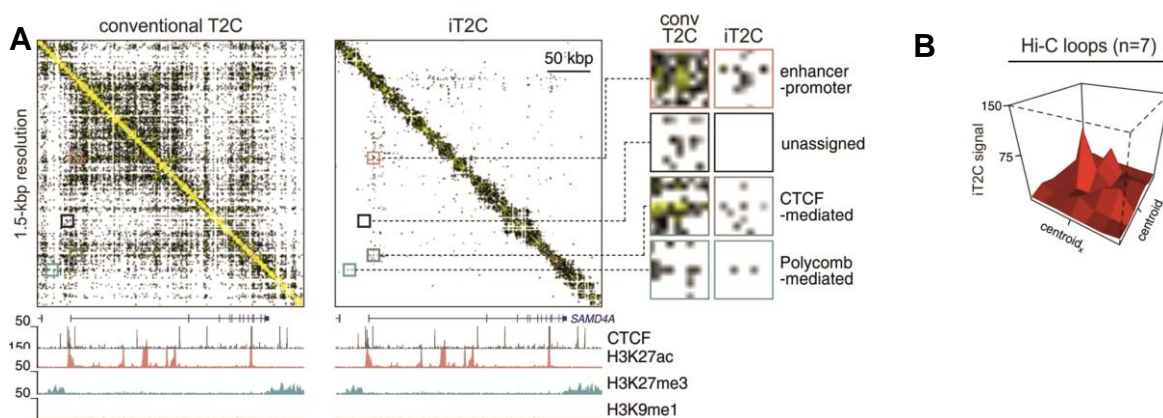 A
conventional T2C
iT2C
conv
T2C
iT2C
50 kbp
enhancer
-promoter
unassigned
CTCF
-mediated
Polycomb
-mediated
1.5-kbp resolution
SAMD4A
50
CTCF
150
H3K27ac
50
H3K27me3
50
H3K9me1
B
Hi-C loops (n=7)
150
75
iT2C signal
centroid x
centroid